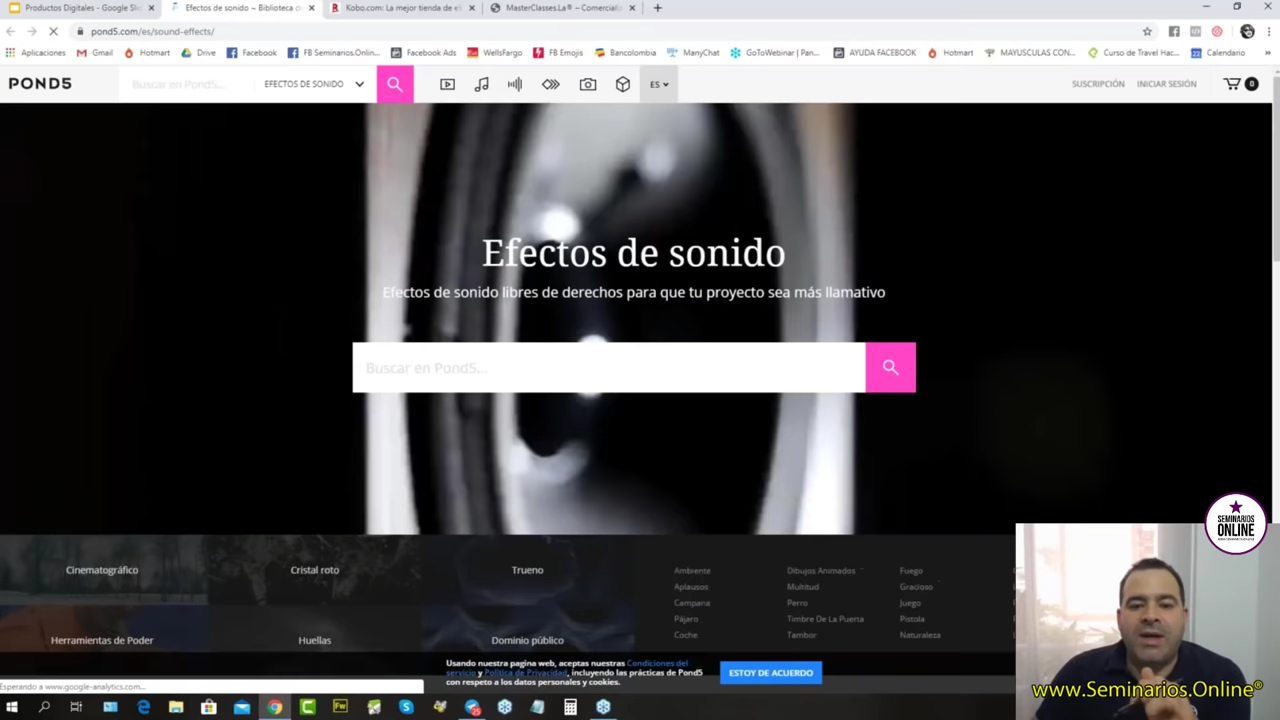 Productos Digitales - Google Sli
Efectos de sonido ~ Biblioteca
Kobo.com: La mejor tienda de e
MasterClasses.La® – Comerciali
pond5.com/es/sound-effects/
Aplicaciones Gmail Hotmart Drive Facebook FB Seminarios.Onlin... Facebook Ads WellsFargo FB Emojis Bancolombia ManyChat GoToWebinar | Pan... AYUDA FACEBOOK Hotmart MAYUSCULAS CON... Curso de Travel Hac... Calendario »
POND5 Buscar en Pond5... EFECTOS DE SONIDO ES SUSCRIPCIÓN INICIAR SESIÓN 0
Efectos de sonido
Efectos de sonido libres de derechos para que tu proyecto sea más llamativo
Buscar en Pond5...
Cinematográfico Cristal roto Trueno
Herramientas de Poder Huellas Dominio público
Ambiente Dibujos Animados Fuego
Aplausos Multitud Gracioso
Campana Perro Juego
Pájaro Timbre De La Puerta Pistola
Coche Tambor Naturaleza
Usando nuestra pagina web, aceptas nuestras Condiciones del
servicio y Política de Privacidad, incluyendo las prácticas de Pond5
con respeto a los datos personales y cookies.
ESTOY DE ACUERDO
Esperando a www.google-analytics.com...
SEMINARIOS
ONLINE
www.Seminarios.Online®